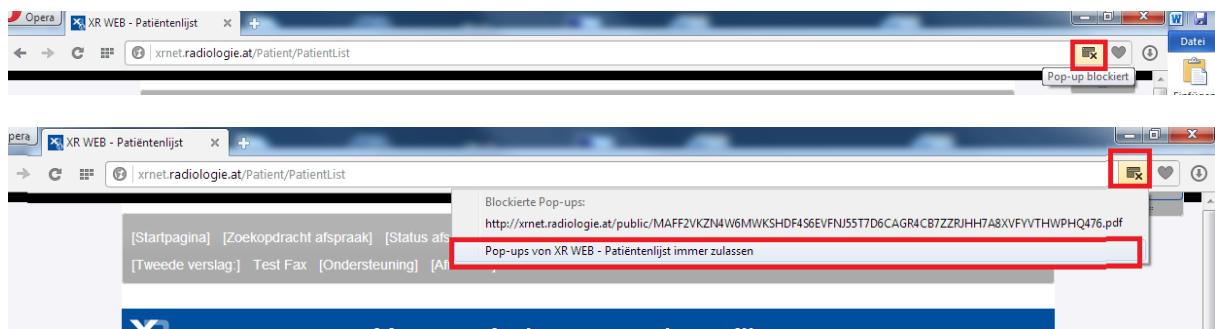 Opera
XR WEB - Patiëntenlijst
xrnet.radiologie.at/Patient/PatientList
Datei
Pop-up blockiert
pera
XR WEB - Patiëntenlijst
xrnet.radiologie.at/Patient/PatientList
Blockierte Pop-ups:
http://xrnet.radiologie.at/public/MAFF2VKZN4W6MWKSHDF4S6EVFNJ55T7D6CAGR4CB7ZZRJHH7A8XVFYVTHWPHQ476.pdf
[Startpagina] [Zoekopdracht afspraak] [Status afs
Pop-ups von XR WEB - Patiëntenlijst immer zulassen
[Tweede verslag:] Test Fax [Ondersteuning] [Af